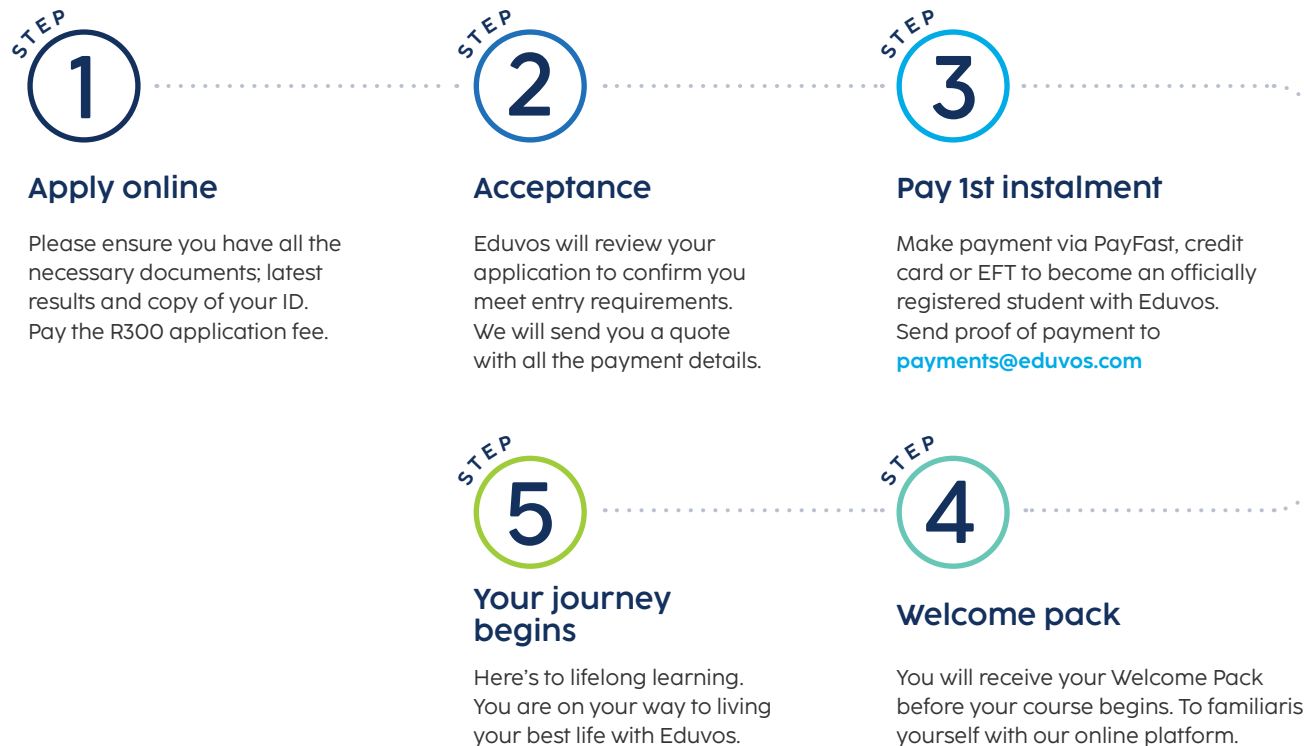 STEP
1
Apply online
Please ensure you have all the
necessary documents; latest
results and copy of your ID.
Pay the R300 application fee.
STEP
2
Acceptance
Eduvos will review your
application to confirm you
meet entry requirements.
We will send you a quote
with all the payment details.
STEP
3
Pay 1st instalment
Make payment via PayFast, credit
card or EFT to become an officially
registered student with Eduvos.
Send proof of payment to
payments@eduvos.com
STEP
4
Welcome pack
You will receive your Welcome Pack
before your course begins. To familiaris
yourself with our online platform.
STEP
5
Your journey
begins
Here's to lifelong learning.
You are on your way to living
your best life with Eduvos.